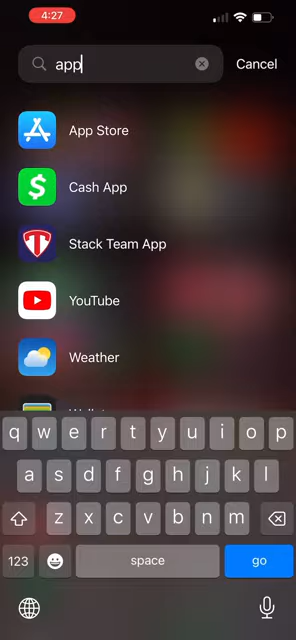 4:27
app
Cancel
App Store
Cash App
Stack Team App
YouTube
Weather
q w e r t y u i o p
a s d f g h j k l
z x c v b n m
123
space
go